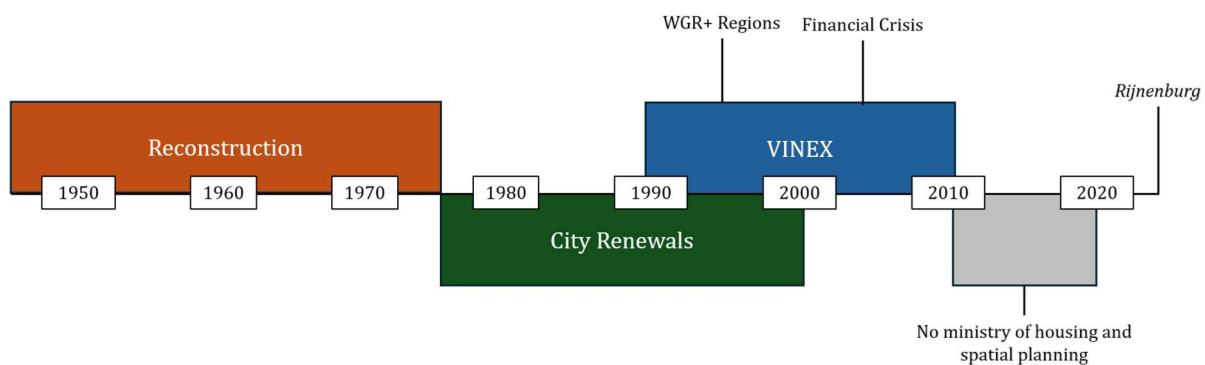 WGR+ Regions
Financial Crisis
Rijnenburg
Reconstruction
VINEX
1950
1960
1970
1980
1990
2000
2010
2020
City Renewals
No ministry of housing and
spatial planning